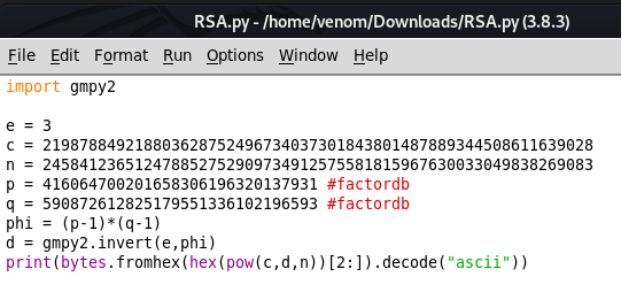 RSA.py - /home/venom/Downloads/RSA.py (3.8.3)
File Edit Format Run Options Window Help
import gmpy2
e = 3
c = 219878849218803628752496734037301843801487889344508611639028
n = 245841236512478852752909734912575581815967630033049838269083
p = 416064700201658306196320137931 #factordb
q = 590872612825179551336102196593 #factordb
phi = (p-1)*(q-1)
d = gmpy2.invert(e,phi)
print(bytes.fromhex(hex(pow(c,d,n))[2:]).decode("ascii"))